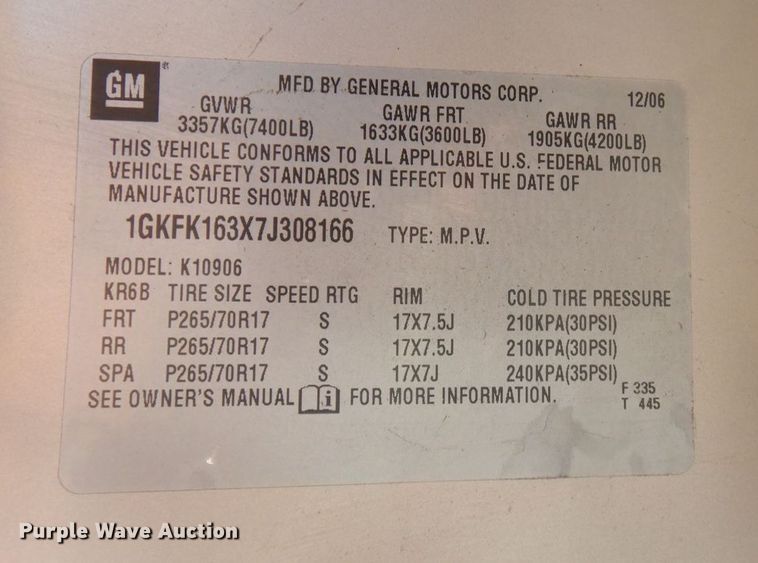 GM®
MFD BY GENERAL MOTORS CORP. 12/06
GVWR GAWR FRT GAWR RR
3357KG(7400LB) 1633KG(3600LB) 1905KG(4200LB)
THIS VEHICLE CONFORMS TO ALL APPLICABLE U.S. FEDERAL MOTOR
VEHICLE SAFETY STANDARDS IN EFFECT ON THE DATE OF
MANUFACTURE SHOWN ABOVE.
1GKFK163X7J308166 TYPE: M.P.V.
MODEL: K10906
KR6B TIRE SIZE SPEED RTG RIM COLD TIRE PRESSURE
FRT P265/70R17 S 17X7.5J 210KPA(30PSI)
RR P265/70R17 S 17X7.5J 210KPA(30PSI)
SPA P265/70R17 S 17X7J 240KPA(35PSI)
SEE OWNER'S MANUAL i FOR MORE INFORMATION.
F 335
T 445
Purple Wave Auction